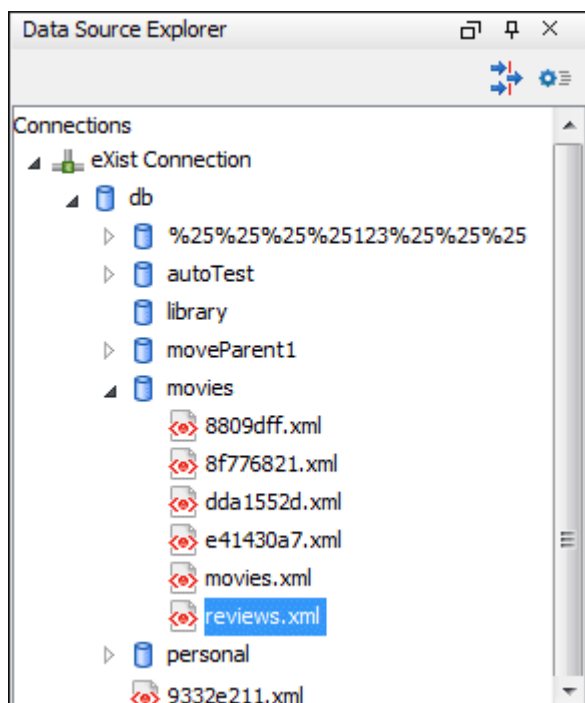 Data Source Explorer
Connections
eXist Connection
db
%25%25%25%25123%25%25%25
autoTest
library
moveParent1
movies
8809dff.xml
8f776821.xml
dda1552d.xml
e41430a7.xml
movies.xml
reviews.xml
personal
9332e211.xml